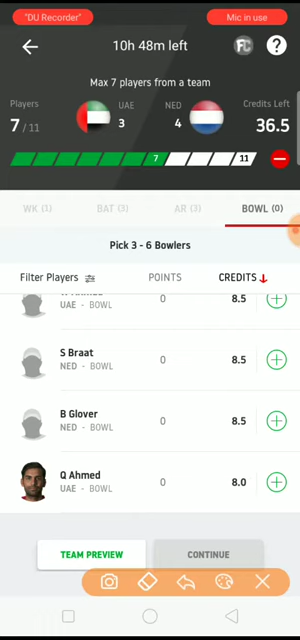 "DU Recorder"
Mic in use
10h 48m left
FC
?
Max 7 players from a team
Players
UAE
NED
Credits Left
7 / 11
3
4
36.5
7
11
WK (1)
BAT (3)
AR (3)
BOWL (0)
Pick 3 - 6 Bowlers
Filter Players
POINTS
CREDITS
UAE - BOWL
0
8.5
S Braat
NED - BOWL
0
8.5
B Glover
NED - BOWL
0
8.5
Q Ahmed
UAE - BOWL
0
8.0
TEAM PREVIEW
CONTINUE